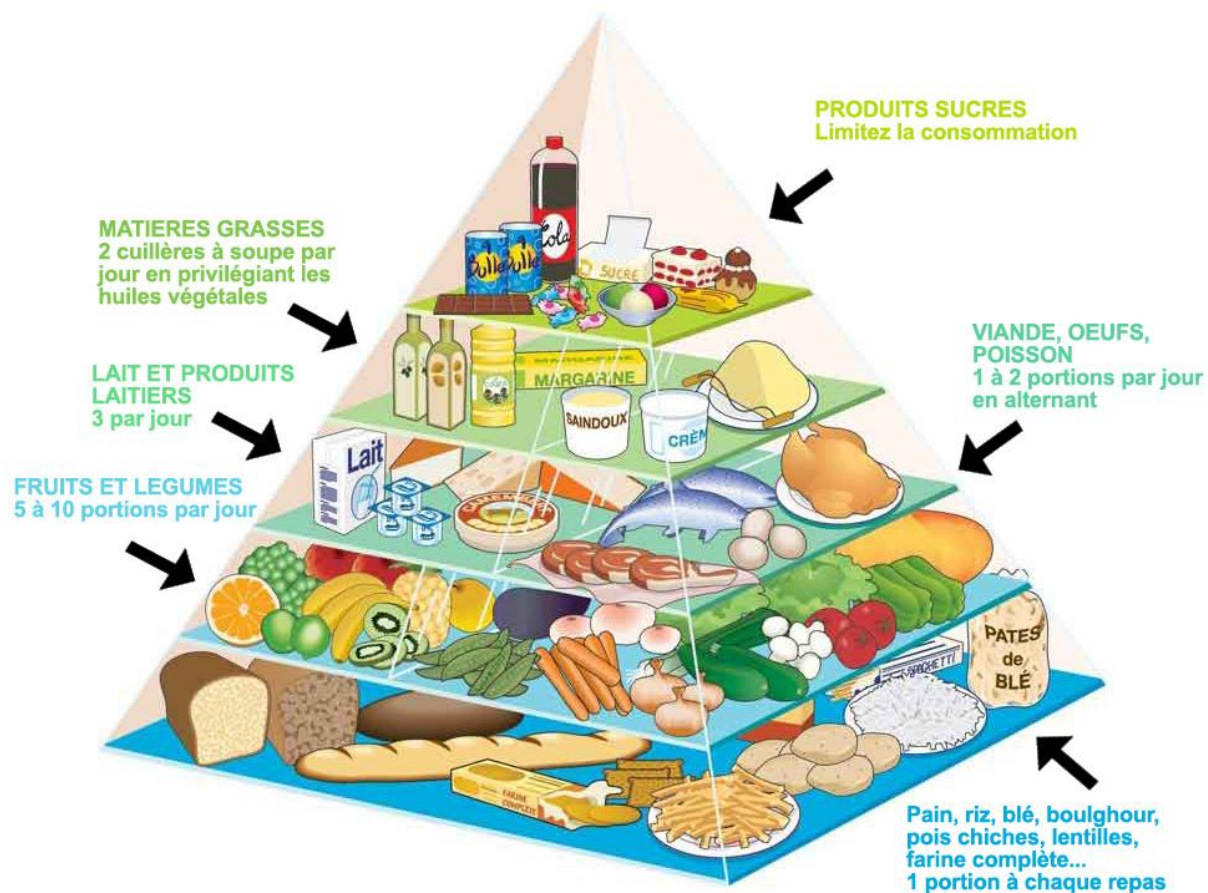 PRODUITS SUCRES
Limitez la consommation
MATIERES GRASSES
2 cuillères à soupe par
jour en privilégiant les
huiles végétales
VIANDE, OEUFS,
POISSON
1 à 2 portions par jour
en alternant
LAIT ET PRODUITS
LAITIERS
3 par jour
FRUITS ET LEGUMES
5 à 10 portions par jour
Pain, riz, blé, boulghour,
pois chiches, lentilles,
farine complète...
1 portion à chaque repas
Cola
SUCRE
MARGARINE
SAINDOUX
CRÈM
Lait
SPAGHETTI
PATES
de
BLÉ
FARINE
COMPLETE